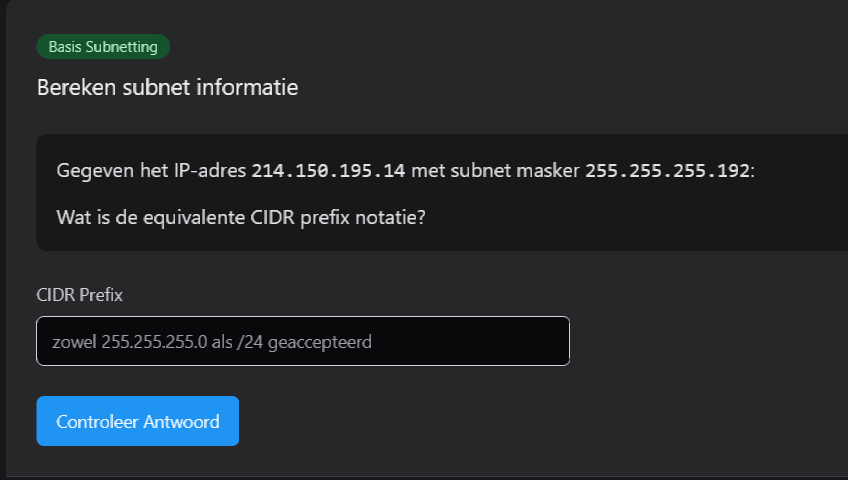 Basis Subnetting
Bereken subnet informatie
Gegeven het IP-adres 214.150.195.14 met subnet masker 255.255.255.192:
Wat is de equivalente CIDR prefix notatie?
CIDR Prefix
zowel 255.255.255.0 als /24 geaccepteerd
Controleer Antwoord